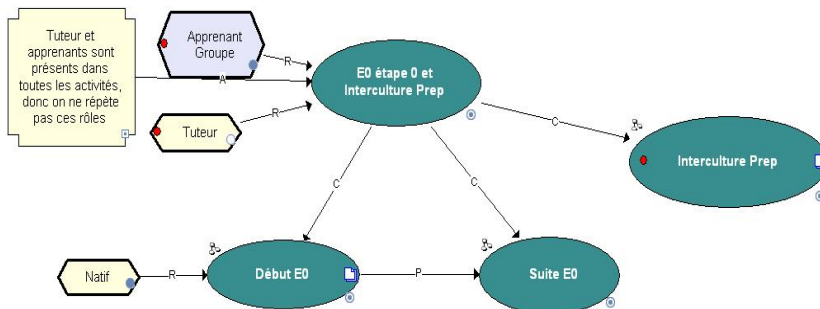 Tuteur et
apprenants sont
présents dans
toutes les activités,
donc on ne répète
pas ces rôles
Apprenant
Groupe
R
A
R
Tuteur
E0 étape 0 et
Interculture Prep
C
C
C
Interculture Prep
Natif
R
Début E0
P
Suite E0